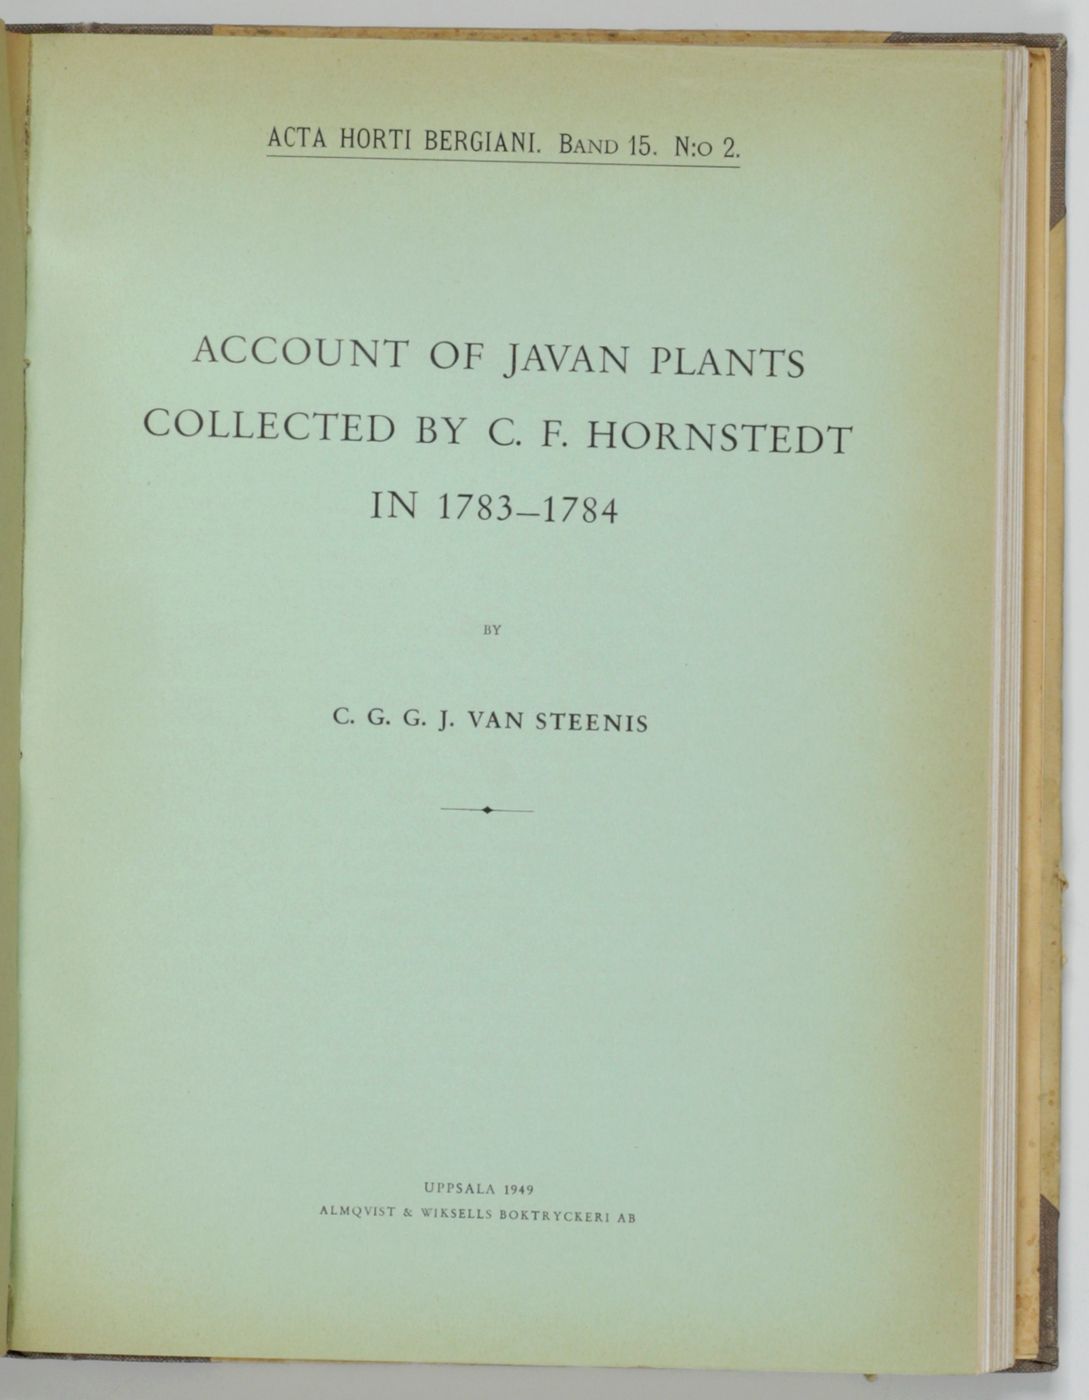 ACTA HORTI BERGIANI. BAND 15. N:O 2.
ACCOUNT OF JAVAN PLANTS
COLLECTED BY C. F. HORNSTEDT
IN 1783–1784
BY
C. G. G. J. VAN STEENIS
UPPSALA 1949
ALMQVIST & WIKSELLS BOKTRYCKERI AB